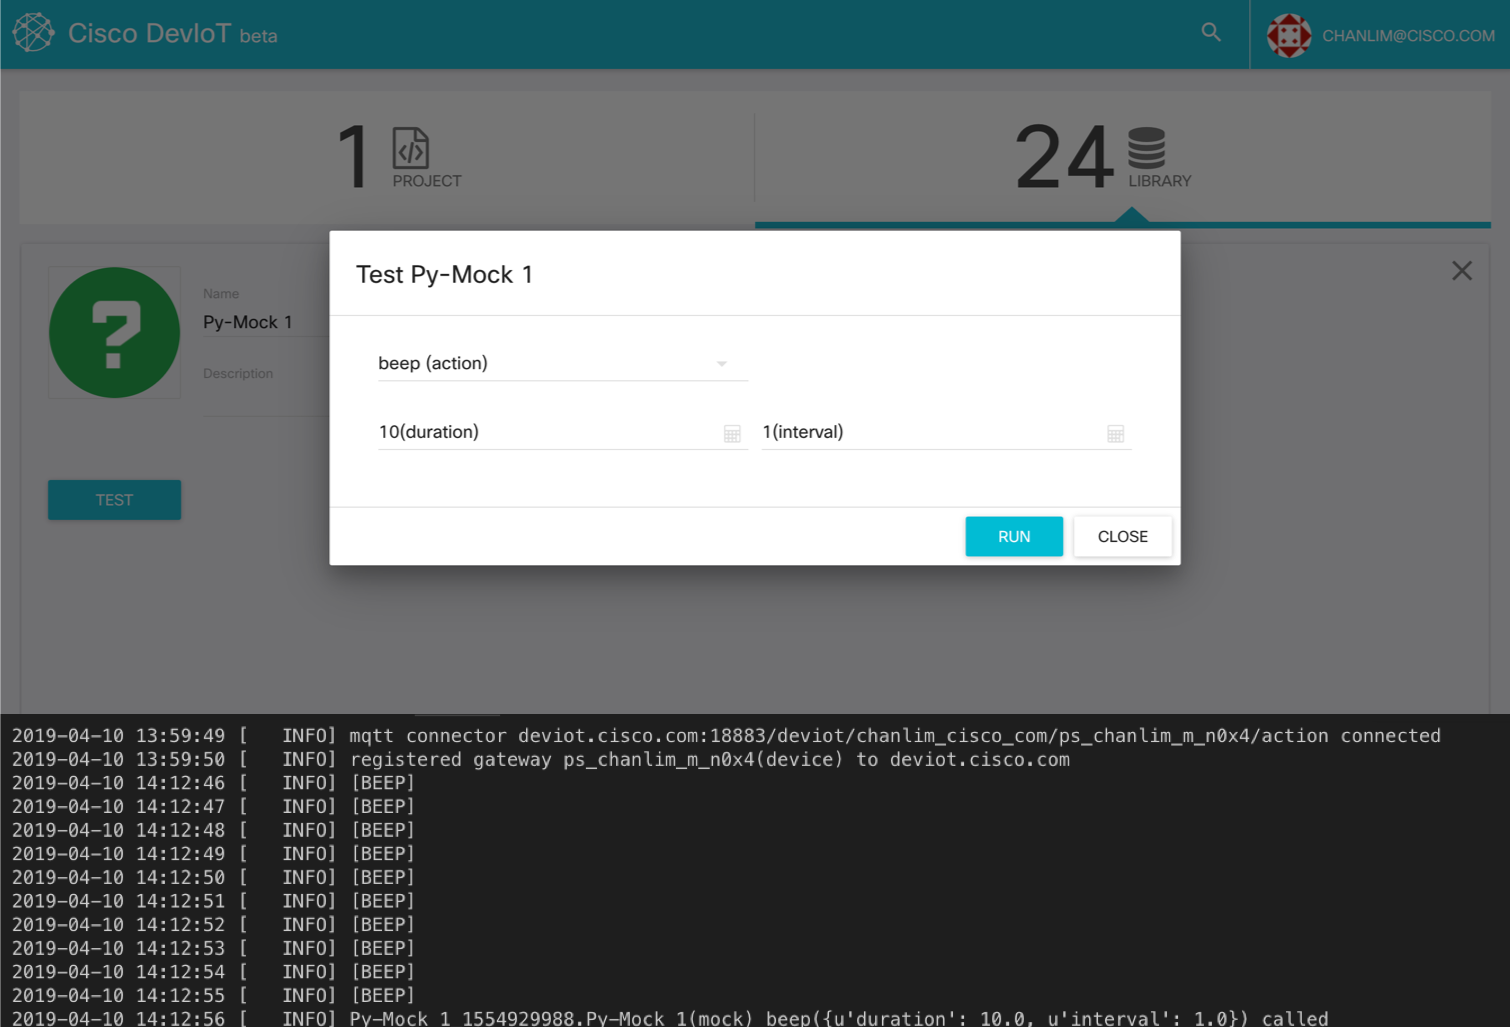 Cisco DevIoT beta
CHANLIM@CISCO.COM
1 PROJECT
24 LIBRARY
Test Py-Mock 1
Name
Py-Mock 1
Description
TEST
beep (action)
10(duration) 1(interval)
RUN CLOSE
2019-04-10 13:59:49 [   INFO] mqtt connector deviot.cisco.com:18883/deviot/chanlim_cisco_com/ps_chanlim_m_n0x4/action connected
2019-04-10 13:59:50 [   INFO] registered gateway ps_chanlim_m_n0x4(device) to deviot.cisco.com
2019-04-10 14:12:46 [   INFO] [BEEP]
2019-04-10 14:12:47 [   INFO] [BEEP]
2019-04-10 14:12:48 [   INFO] [BEEP]
2019-04-10 14:12:49 [   INFO] [BEEP]
2019-04-10 14:12:50 [   INFO] [BEEP]
2019-04-10 14:12:51 [   INFO] [BEEP]
2019-04-10 14:12:52 [   INFO] [BEEP]
2019-04-10 14:12:53 [   INFO] [BEEP]
2019-04-10 14:12:54 [   INFO] [BEEP]
2019-04-10 14:12:55 [   INFO] [BEEP]
2019-04-10 14:12:56 [   INFO] Py-Mock 1 1554929988.Py-Mock 1(mock) beep({u'duration': 10.0, u'interval': 1.0}) called